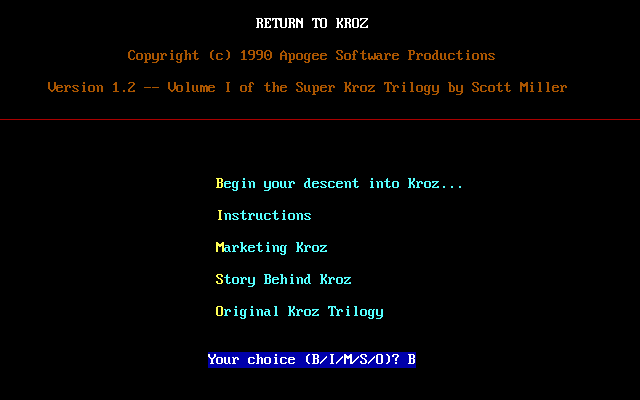 RETURN TO KROZ
Copyright (c) 1990 Apogee Software Productions
Version 1.2 -- Volume I of the Super Kroz Trilogy by Scott Miller
Begin your descent into Kroz...
Instructions
Marketing Kroz
Story Behind Kroz
Original Kroz Trilogy
Your choice (B/I/M/S/O)? B